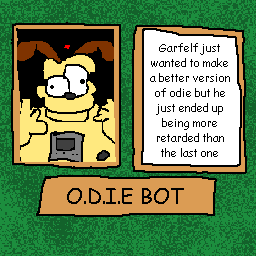 Garfelf just
wanted to make
a better version
of odie but he
just ended up
being more
retarded than
the last one
O.D.I.E BOT